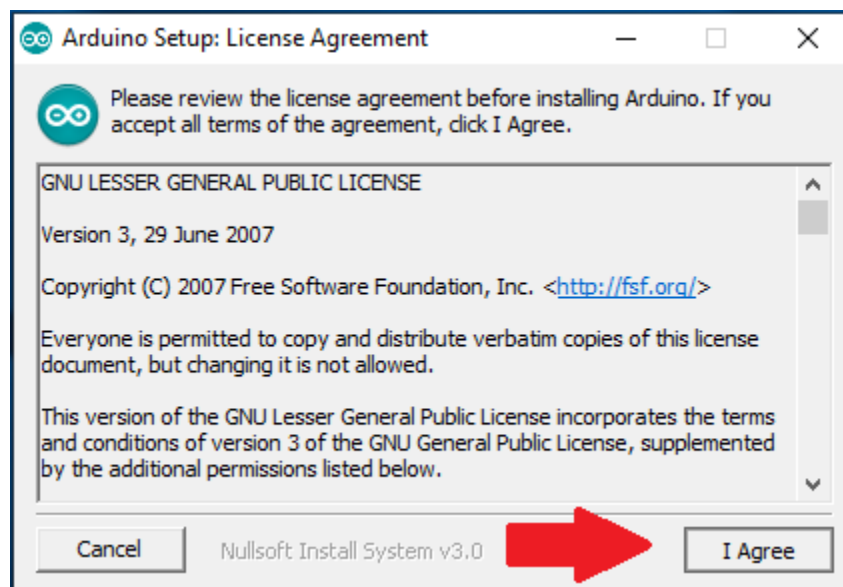 Arduino Setup: License Agreement
Please review the license agreement before installing Arduino. If you
accept all terms of the agreement, click I Agree.
GNU LESSER GENERAL PUBLIC LICENSE
Version 3, 29 June 2007
Copyright (C) 2007 Free Software Foundation, Inc. <http://fsf.org/>
Everyone is permitted to copy and distribute verbatim copies of this license
document, but changing it is not allowed.
This version of the GNU Lesser General Public License incorporates the terms
and conditions of version 3 of the GNU General Public License, supplemented
by the additional permissions listed below.
Cancel
Nullsoft Install System v3.0
I Agree